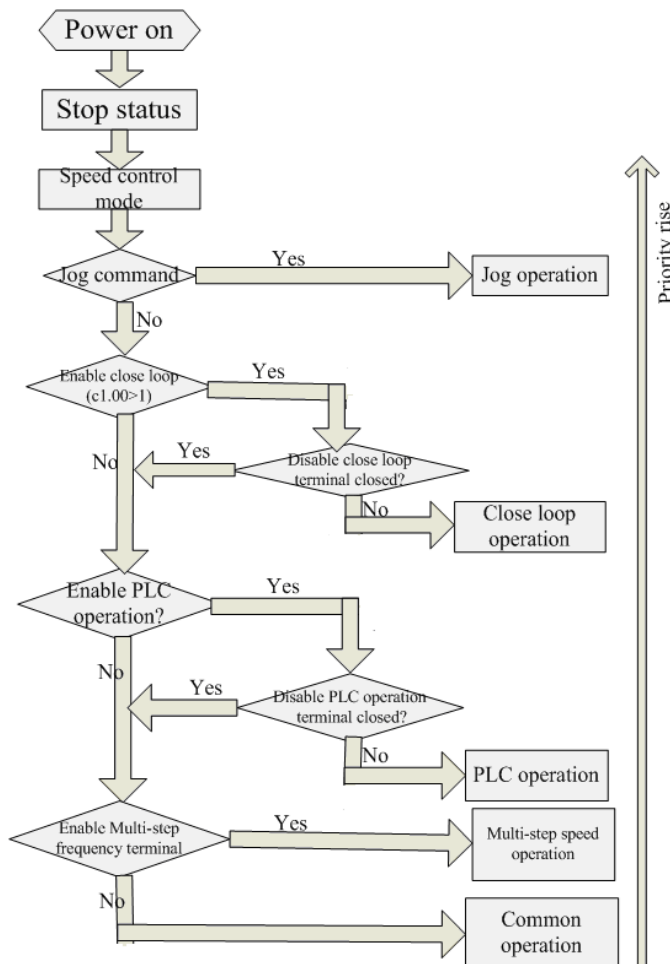 Power on
Stop status
Speed control
mode
Jog command
Yes
Jog operation
No
Priority rise
Enable close loop
(c1.00>1)
Yes
No
Yes
Disable close loop
terminal closed?
No
Close loop
operation
Enable PLC
operation?
Yes
No
Yes
Disable PLC operation
terminal closed?
No
PLC operation
Enable Multi-step
frequency terminal
Yes
Multi-step speed
operation
No
Common
operation